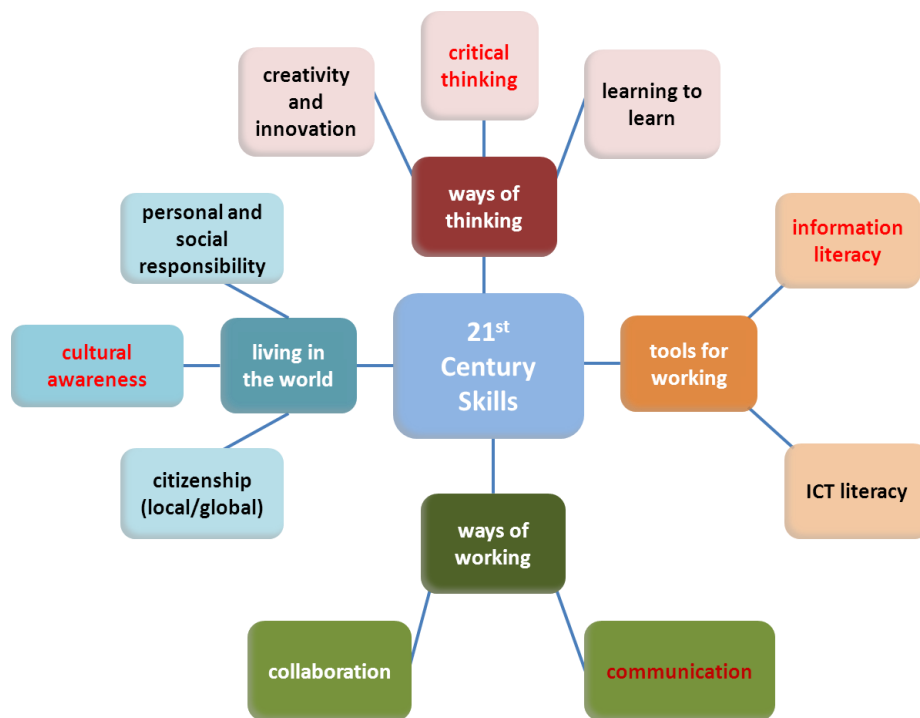 critical
thinking
creativity
and
innovation
learning to
learn
ways of
thinking
personal and
social
responsibility
information
literacy
21st
Century
Skills
cultural
awareness
living in
the world
tools for
working
citizenship
(local/global)
ICT literacy
ways of
working
collaboration
communication